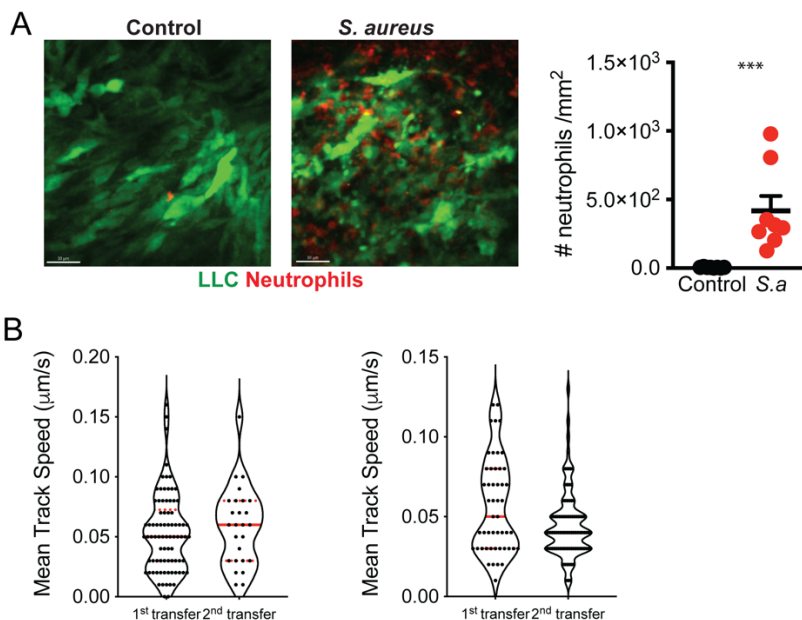 A
Control
S. aureus
LLC Neutrophils
# neutrophils /mm²
1.5×10³
1.0×10³
5.0×10²
0.0
***
Control
S.a
B
Mean Track Speed (μm/s)
0.20
0.15
0.10
0.05
0.00
1st transfer
2nd transfer
Mean Track Speed (μm/s)
0.15
0.10
0.05
0.00
1st transfer
2nd transfer